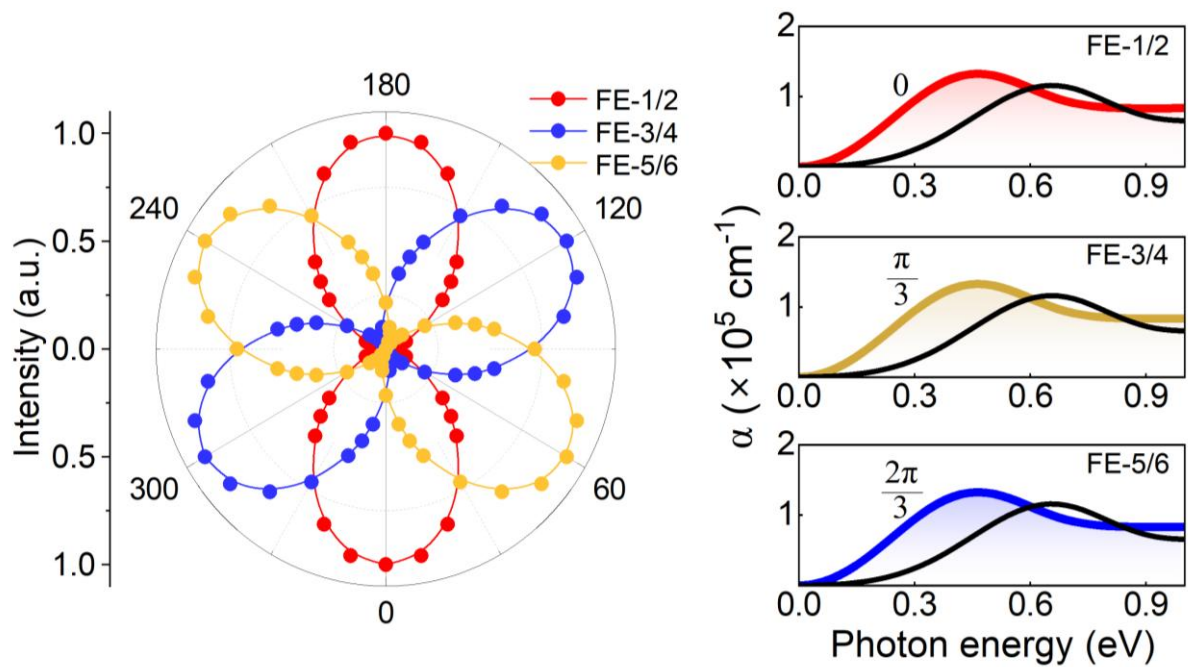 Intensity (a.u.)
1.0
0.5
0.0
0.5
1.0
180
240
120
300
60
0
FE-1/2
FE-3/4
FE-5/6
α (×10⁵ cm⁻¹)
2
1
0
FE-1/2
0.0 0.3 0.6 0.9
2
1
π
3
FE-3/4
0.0 0.3 0.6 0.9
2
1
2π
3
FE-5/6
0.0 0.3 0.6 0.9
Photon energy (eV)